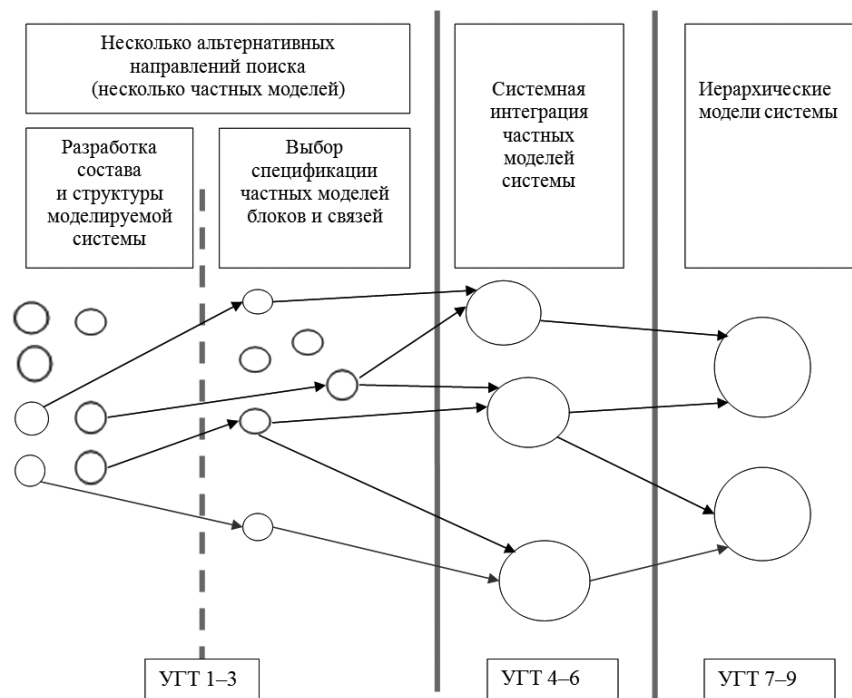 Несколько альтернативных
направлений поиска
(несколько частных моделей)
Разработка
состава
и структуры
моделируемой
системы
Выбор
спецификации
частных моделей
блоков и связей
Системная
интеграция
частных
моделей
системы
Иерархические
модели системы
УГТ 1–3
УГТ 4–6
УГТ 7–9